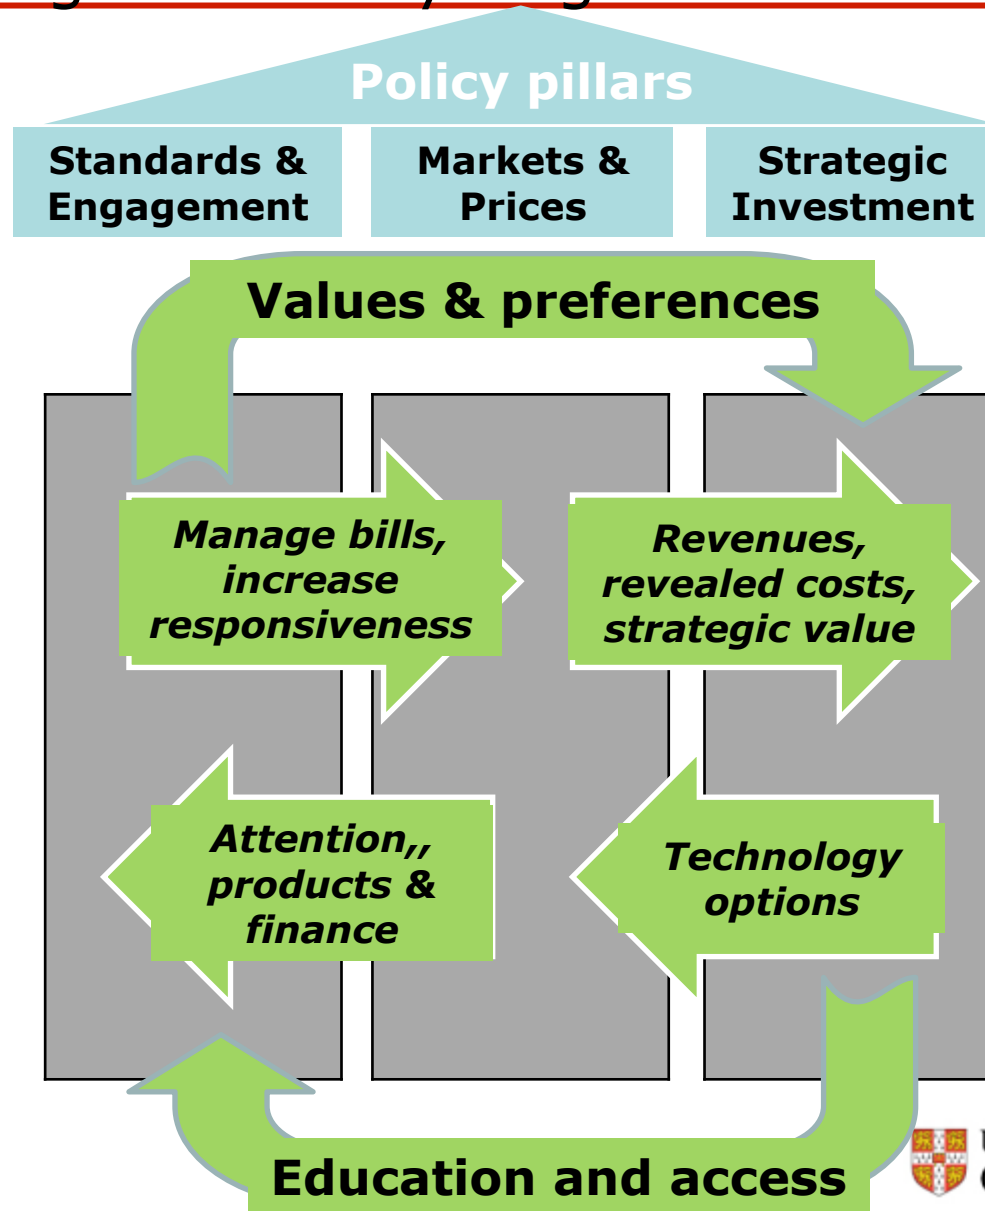 Policy pillars
Standards &
Engagement
Markets &
Prices
Strategic
Investment
Values & preferences
Manage bills,
increase
responsiveness
Revenues,
revealed costs,
strategic value
Attention,,
products &
finance
Technology
options
Education and access